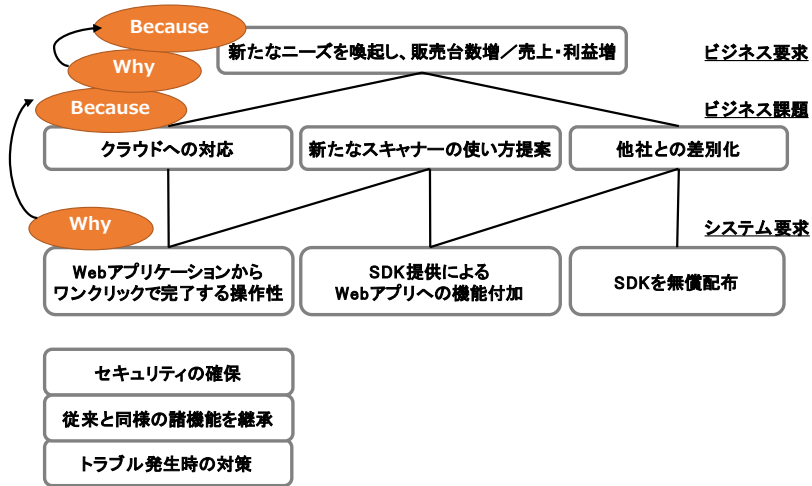 Because
新たなニーズを喚起し、販売台数増／売上・利益増
ビジネス要求
Why
Because
ビジネス課題
クラウドへの対応
新たなスキャナーの使い方提案
他社との差別化
Why
システム要求
Webアプリケーションから
ワンクリックで完了する操作性
SDK提供による
Webアプリへの機能付加
SDKを無償配布
セキュリティの確保
従来と同様の諸機能を継承
トラブル発生時の対策